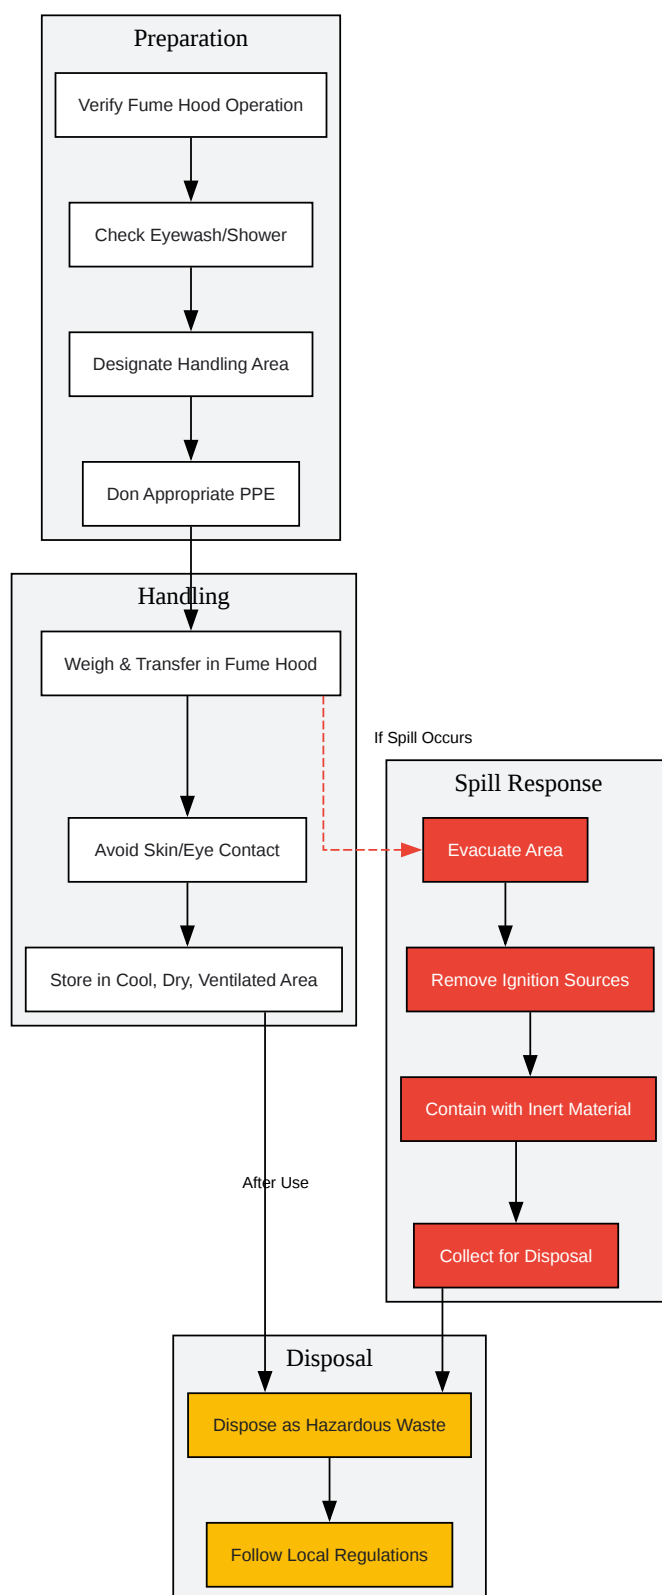 Preparation
Verify Fume Hood Operation
Check Eyewash/Shower
Designate Handling Area
Don Appropriate PPE
Handling
Weigh & Transfer in Fume Hood
If Spill Occurs
Spill Response
Avoid Skin/Eye Contact
Evacuate Area
Store in Cool, Dry, Ventilated Area
Remove Ignition Sources
Contain with Inert Material
After Use
Collect for Disposal
Disposal
Dispose as Hazardous Waste
Follow Local Regulations